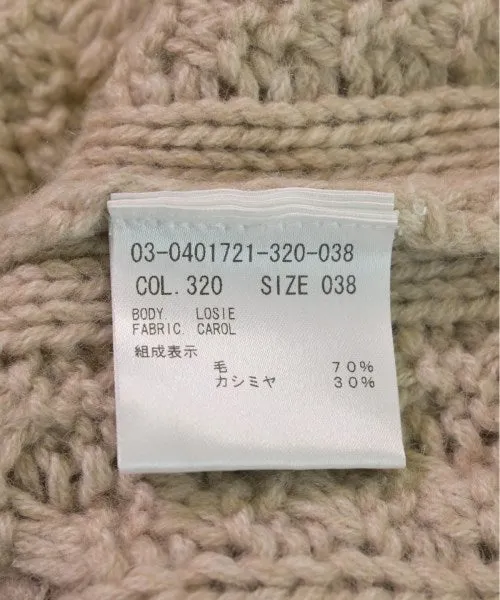 03-0401721-320-038
COL.320 SIZE 038
BODY LOSIE
FABRIC CAROL
組成表示
毛 70%
カシミヤ 30%